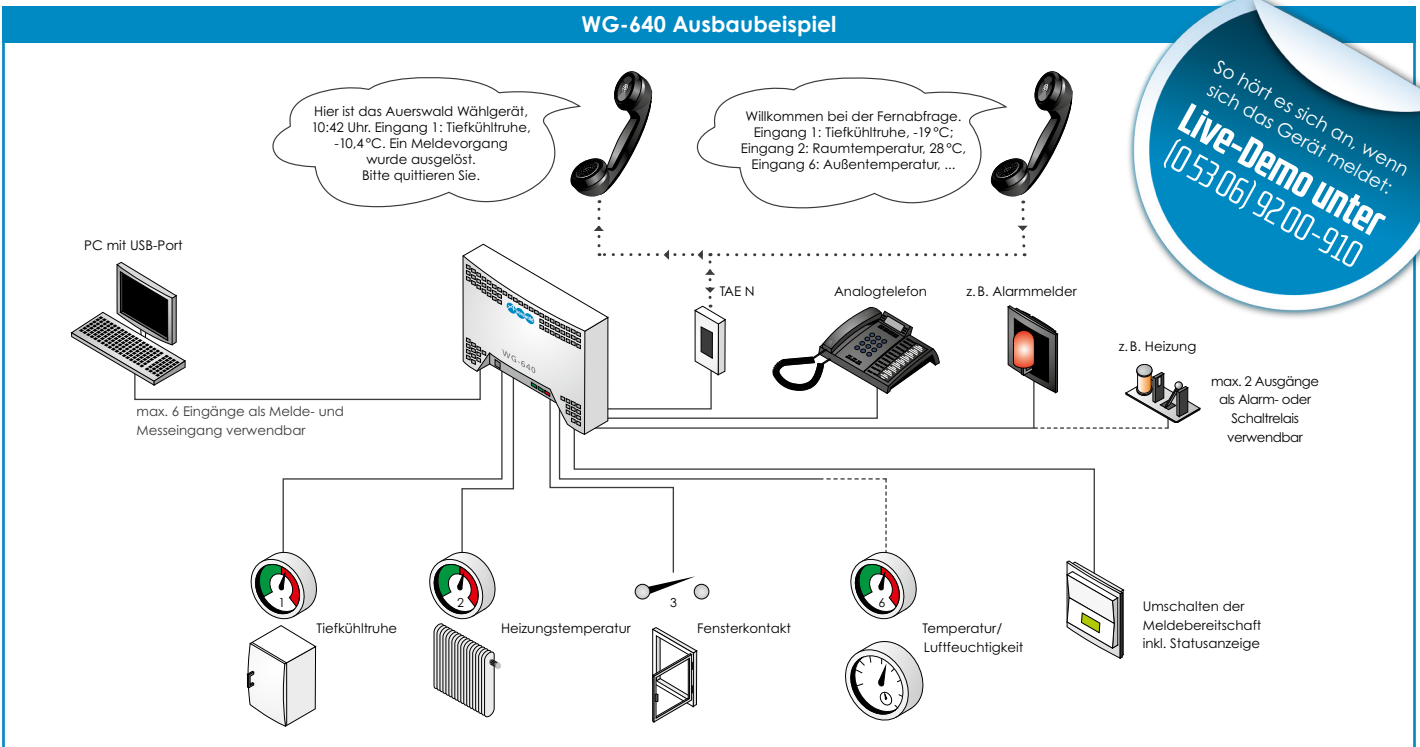 WG-640 Ausbaubeispiel
So hört es sich an, wenn
sich das Gerät meldet:
Live-Demo unter
(0 53 06) 92 00-910
Hier ist das Auerswald Wählgerät,
10:42 Uhr. Eingang 1: Tiefkühltruhe,
-10,4 °C. Ein Meldevorgang
wurde ausgelöst.
Bitte quittieren Sie.
Willkommen bei der Fernabfrage.
Eingang 1: Tiefkühltruhe, -19 °C;
Eingang 2: Raumtemperatur, 28 °C,
Eingang 6: Außentemperatur, ...
PC mit USB-Port
TAE N
Analogtelefon
z. B. Alarmmelder
z. B. Heizung
WG-640
max. 6 Eingänge als Melde- und
Messeingang verwendbar
max. 2 Ausgänge
als Alarm- oder
Schaltrelais
verwendbar
1
2
3
6
Tiefkühltruhe
Heizungstemperatur
Fensterkontakt
Temperatur/
Luftfeuchtigkeit
Umschalten der
Meldebereitschaft
inkl. Statusanzeige